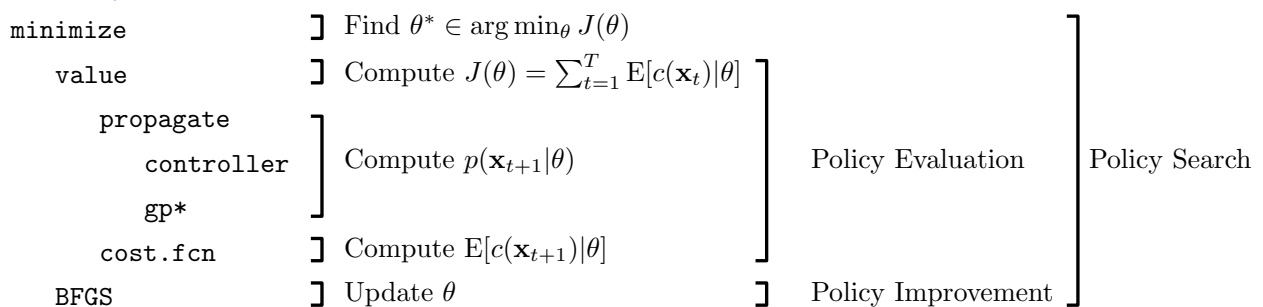 minimize Find θ* ∈ arg min_θ J(θ)
value Compute J(θ) = ∑_{t=1}^{T} E[c(x_t)|θ]
propagate
controller Compute p(x_{t+1}|θ) Policy Evaluation Policy Search
gp*
cost.fcn Compute E[c(x_{t+1})|θ]
BFGS Update θ Policy Improvement